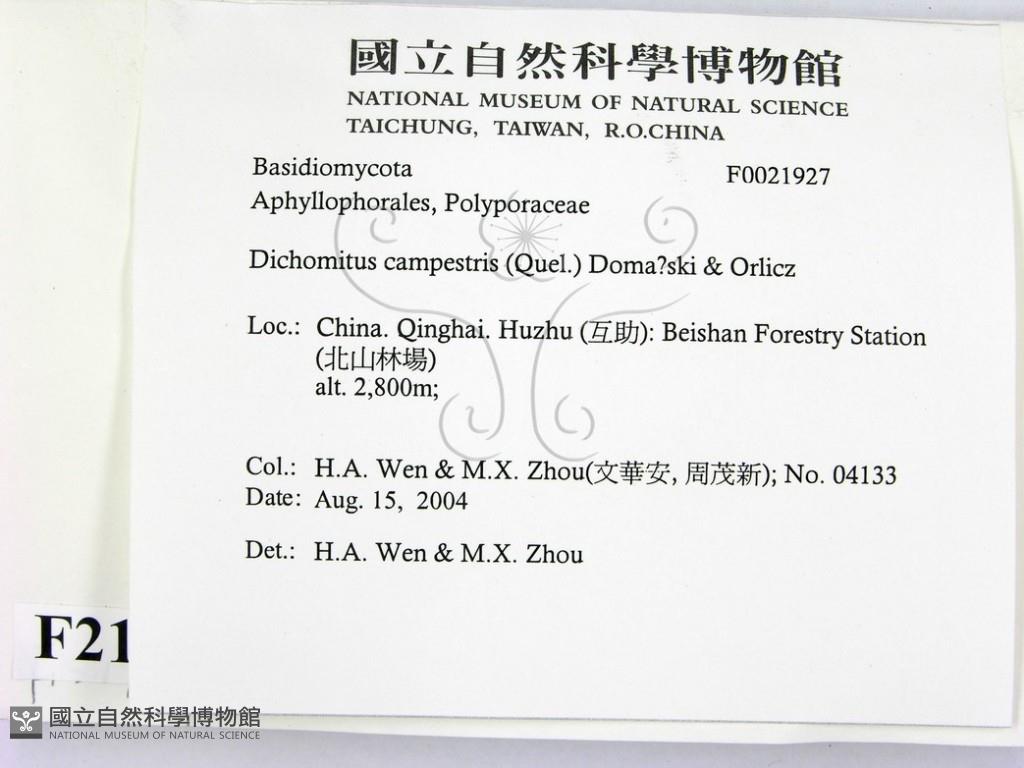 國立自然科學博物館
NATIONAL MUSEUM OF NATURAL SCIENCE
TAICHUNG, TAIWAN, R.O.CHINA
Basidiomycota F0021927
Aphyllophorales, Polyporaceae
Dichomitus campestris (Quel.) Doma?ski & Orlicz
Loc.: China. Qinghai. Huzhu (互助): Beishan Forestry Station
(北山林場)
alt. 2,800m;
Col.: H.A. Wen & M.X. Zhou(文華安, 周茂新); No. 04133
Date: Aug. 15, 2004
Det.: H.A. Wen & M.X. Zhou
F21
國立自然科學博物館
NATIONAL MUSEUM OF NATURAL SCIENCE